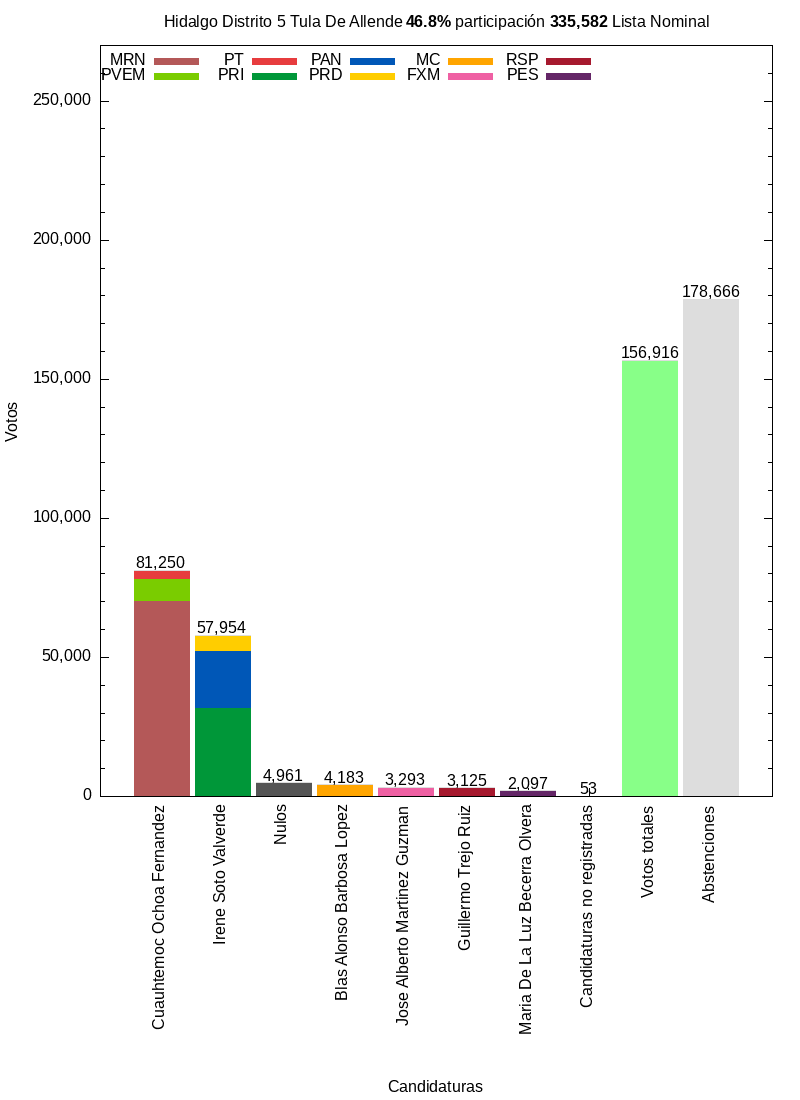 Hidalgo Distrito 5 Tula De Allende 46.8% participación 335,582 Lista Nominal
MRN PT PAN MC RSP
PVEM PRI PRD FXM PES
250,000
200,000
150,000
100,000
50,000
0
Votos
81,250
57,954
4,961
4,183
3,293
3,125
2,097
53
156,916
178,666
Cuauhtemoc Ochoa Fernandez
Irene Soto Valverde
Nulos
Blas Alonso Barbosa Lopez
Jose Alberto Martinez Guzman
Guillermo Trejo Ruiz
Maria De La Luz Becerra Olvera
Candidaturas no registradas
Votos totales
Abstenciones
Candidaturas